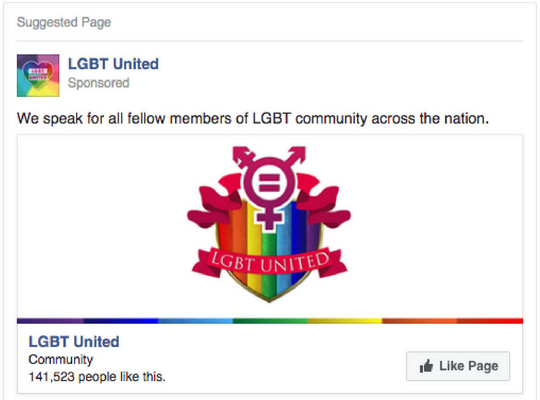 Suggested Page
LGBT United
Sponsored
We speak for all fellow members of LGBT community across the nation.
LGBT UNITED
LGBT United
Community
141,523 people like this.
Like Page